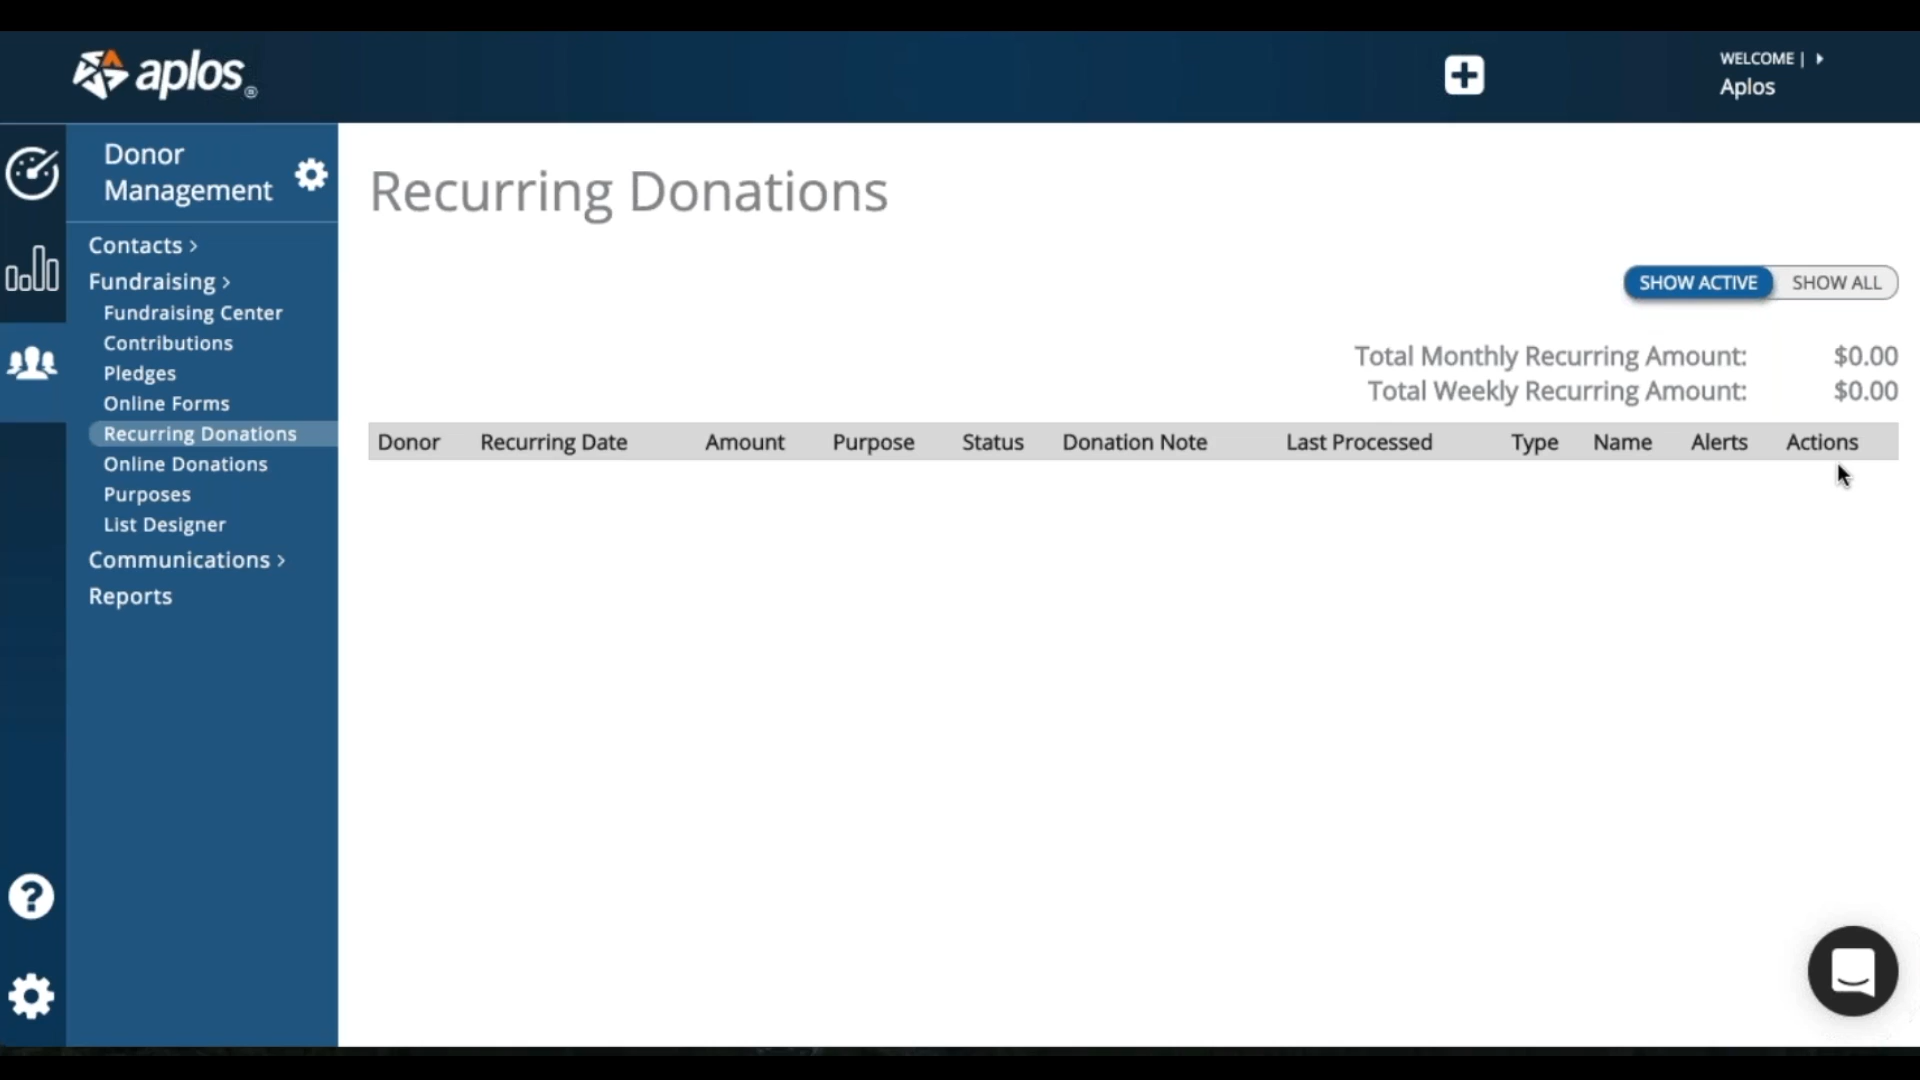 aplos®
WELCOME |
Aplos
Donor
Management
Contacts >
Fundraising >
Fundraising Center
Contributions
Pledges
Online Forms
Recurring Donations
Online Donations
Purposes
List Designer
Communications >
Reports
Recurring Donations
SHOW ACTIVE SHOW ALL
Total Monthly Recurring Amount: $0.00
Total Weekly Recurring Amount: $0.00
Donor Recurring Date Amount Purpose Status Donation Note Last Processed Type Name Alerts Actions